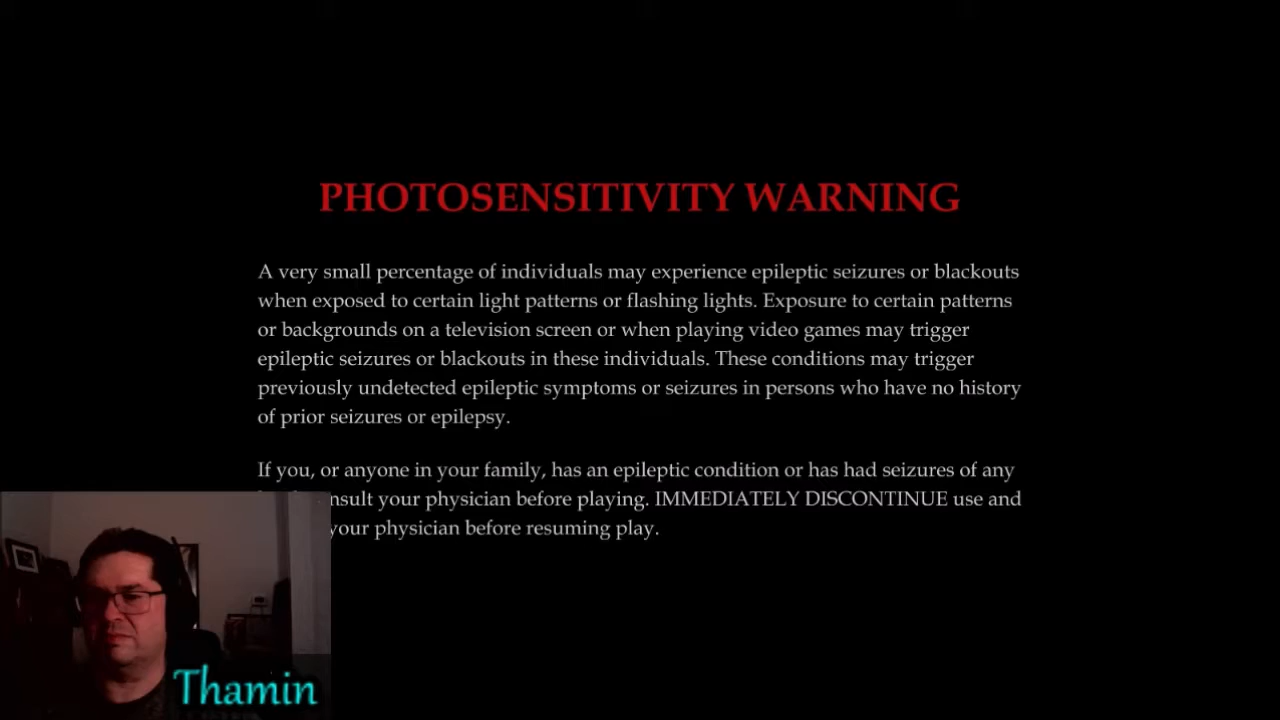 PHOTOSENSITIVITY WARNING
A very small percentage of individuals may experience epileptic seizures or blackouts
when exposed to certain light patterns or flashing lights. Exposure to certain patterns
or backgrounds on a television screen or when playing video games may trigger
epileptic seizures or blackouts in these individuals. These conditions may trigger
previously undetected epileptic symptoms or seizures in persons who have no history
of prior seizures or epilepsy.
If you, or anyone in your family, has an epileptic condition or has had seizures of any
your physician before playing. IMMEDIATELY DISCONTINUE use and
your physician before resuming play.
Thamin